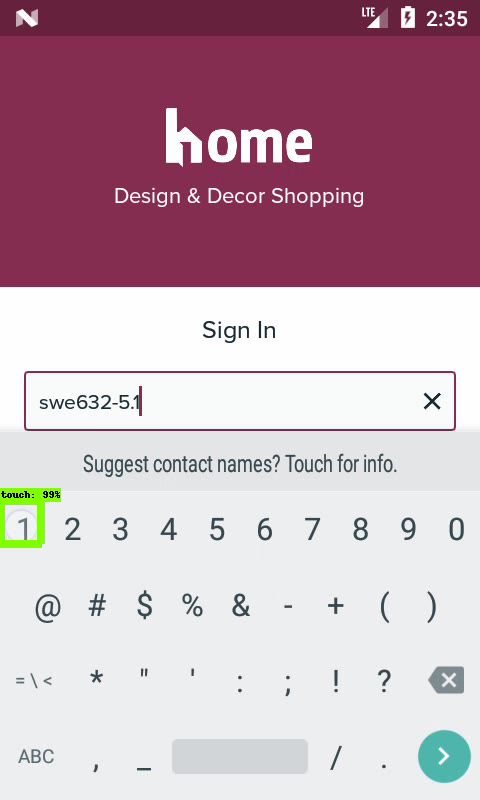 LTE 2:35
home
Design & Decor Shopping
Sign In
swe632-5.1
Suggest contact names? Touch for info.
touch: 99%
1 2 3 4 5 6 7 8 9 0
@ # $ % & - + ( )
= \ < * " ' : ; ! ?
ABC , _ / .